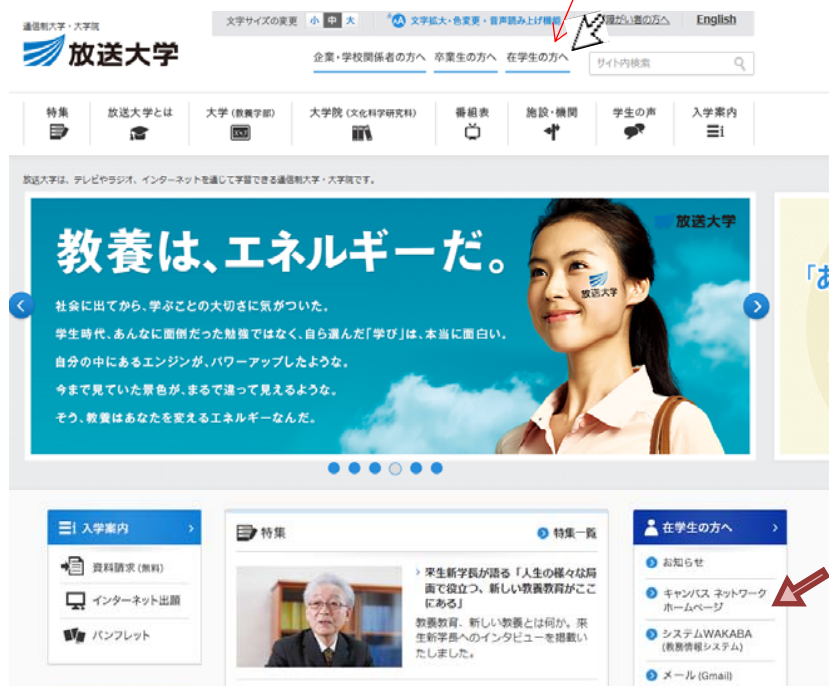 通信制大学・大学院
放送大学
文字サイズの変更 小 中 大
文字拡大・色変更・音声読み上げ機能
障がい者の方へ
English
企業・学校関係者の方へ 卒業生の方へ 在学生の方へ
サイト内検索
特集 放送大学とは 大学 (教養学部) 大学院 (文化科学研究科) 番組表 施設・機関 学生の声 入学案内
放送大学は、テレビやラジオ、インターネットを通じて学習できる通信制大学・大学院です。
放送大学
教養は、エネルギーだ。
放送大学
社会に出てから、学ぶことの大切さに気がついた。
学生時代、あんなに面倒だった勉強ではなく、自ら選んだ「学び」は、本当に面白い。
自分の中にあるエンジンが、パワーアップしたような。
今まで見ていた景色が、まるで違って見えるような。
そう、教養はあなたを変えるエネルギーなんだ。
「あ
入学案内
資料請求 (無料)
インターネット出願
パンフレット
特集 特集一覧
來生新学長が語る「人生の様々な局
面で役立つ、新しい教養教育がここ
にある」
教養教育、新しい教養とは何か。來
生新学長へのインタビューを掲載い
たしました。
在学生の方へ
お知らせ
キャンパス ネットワーク
ホームページ
システムWAKABA
(教務情報システム)
メール (Gmail)